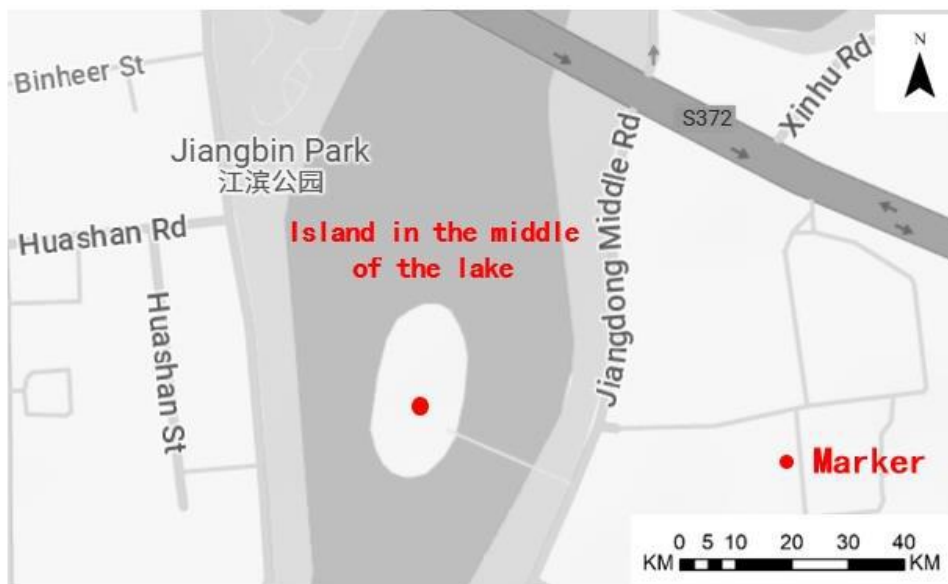 N
Binheer St
Xinhu Rd
S372
Jiangbin Park
江滨公园
Jiangdong Middle Rd
Huashan Rd
Island in the middle
of the lake
Huashan St
Marker
KM 0 5 10 20 30 40 KM